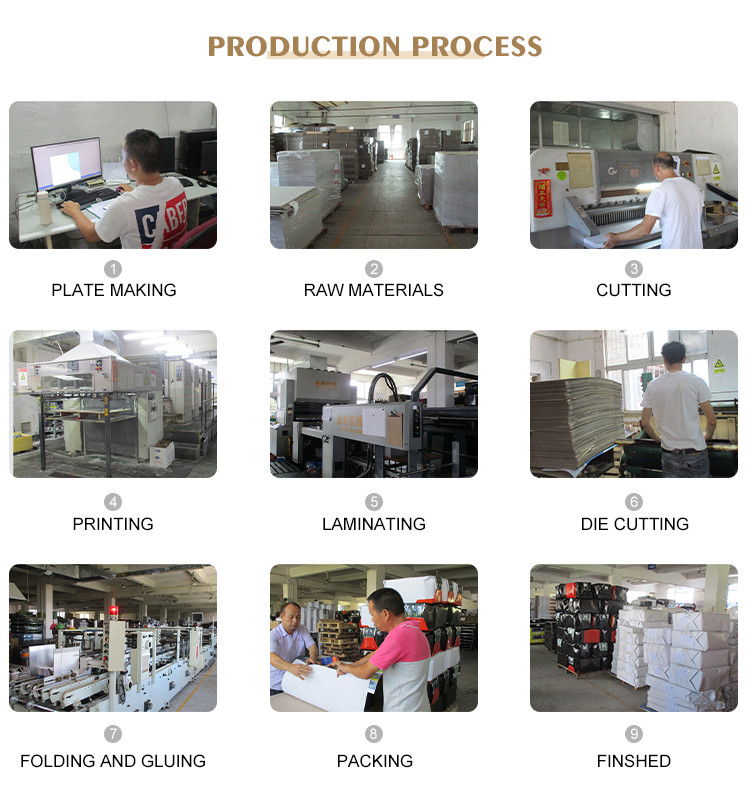 PRODUCTION PROCESS
1
PLATE MAKING
2
RAW MATERIALS
3
CUTTING
4
PRINTING
5
LAMINATING
6
DIE CUTTING
7
FOLDING AND GLUING
8
PACKING
9
FINSHED